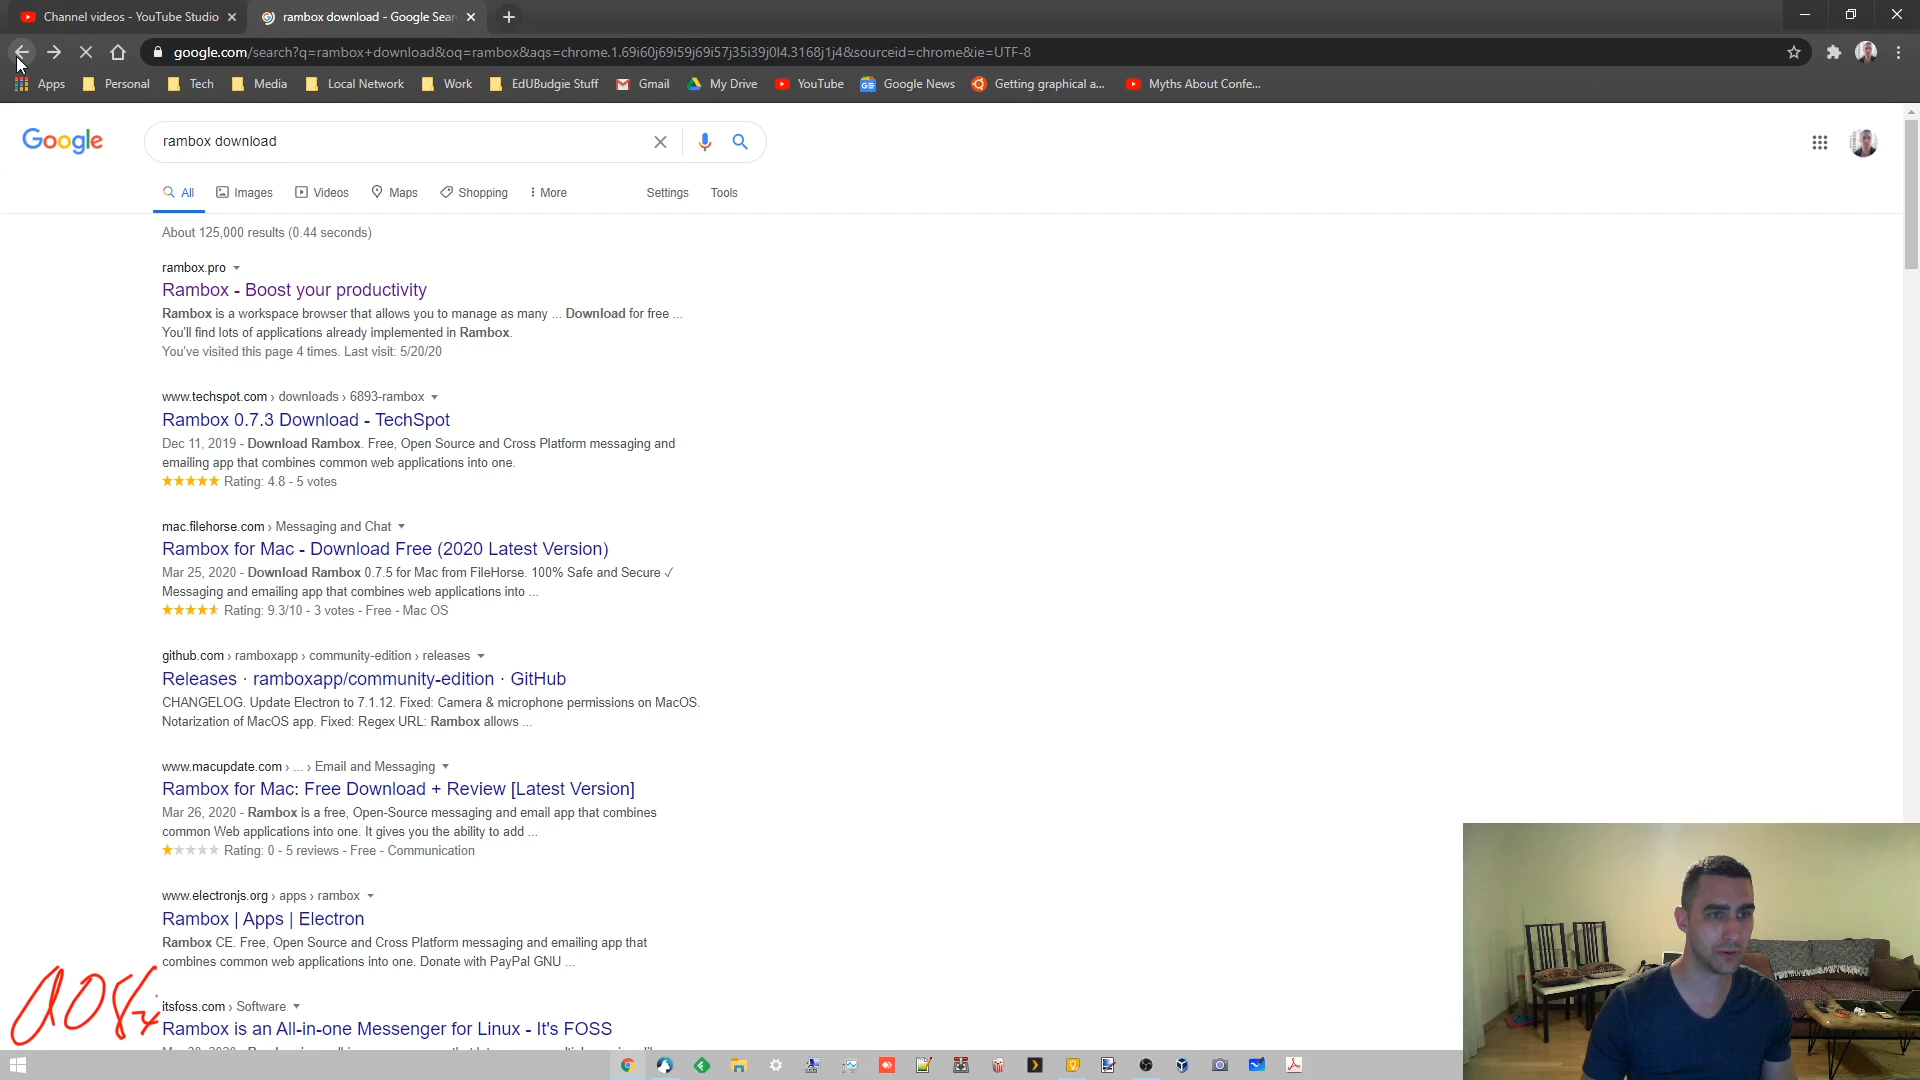 Channel videos - YouTube Studio
rambox download - Google Sear
google.com/search?q=rambox+download&oq=rambox&aqs=chrome.1.69i60j69i59j69i57j35i39j0l4.3168j1j4&sourceid=chrome&ie=UTF-8
Apps Personal Tech Media Local Network Work EdUBudgie Stuff Gmail My Drive YouTube Google News Getting graphical a... Myths About Confe...
Google
rambox download
All Images Videos Maps Shopping More Settings Tools
About 125,000 results (0.44 seconds)
rambox.pro
Rambox - Boost your productivity
Rambox is a workspace browser that allows you to manage as many ... Download for free ...
You'll find lots of applications already implemented in Rambox.
You've visited this page 4 times. Last visit: 5/20/20
www.techspot.com › downloads › 6893-rambox
Rambox 0.7.3 Download - TechSpot
Dec 11, 2019 - Download Rambox. Free, Open Source and Cross Platform messaging and
emailing app that combines common web applications into one.
Rating: 4.8 - 5 votes
mac.filehorse.com › Messaging and Chat
Rambox for Mac - Download Free (2020 Latest Version)
Mar 25, 2020 - Download Rambox 0.7.5 for Mac from FileHorse. 100% Safe and Secure ✓
Messaging and emailing app that combines web applications into ...
Rating: 9.3/10 - 3 votes - Free - Mac OS
github.com › ramboxapp › community-edition › releases
Releases · ramboxapp/community-edition · GitHub
CHANGELOG. Update Electron to 7.1.12. Fixed: Camera & microphone permissions on MacOS.
Notarization of MacOS app. Fixed: Regex URL: Rambox allows ...
www.macupdate.com › ... › Email and Messaging
Rambox for Mac: Free Download + Review [Latest Version]
Mar 26, 2020 - Rambox is a free, Open-Source messaging and email app that combines
common Web applications into one. It gives you the ability to add ...
Rating: 0 - 5 reviews - Free - Communication
www.electronjs.org › apps › rambox
Rambox | Apps | Electron
Rambox CE. Free, Open Source and Cross Platform messaging and emailing app that
combines common web applications into one. Donate with PayPal GNU ...
itsfoss.com › Software
Rambox is an All-in-one Messenger for Linux - It's FOSS